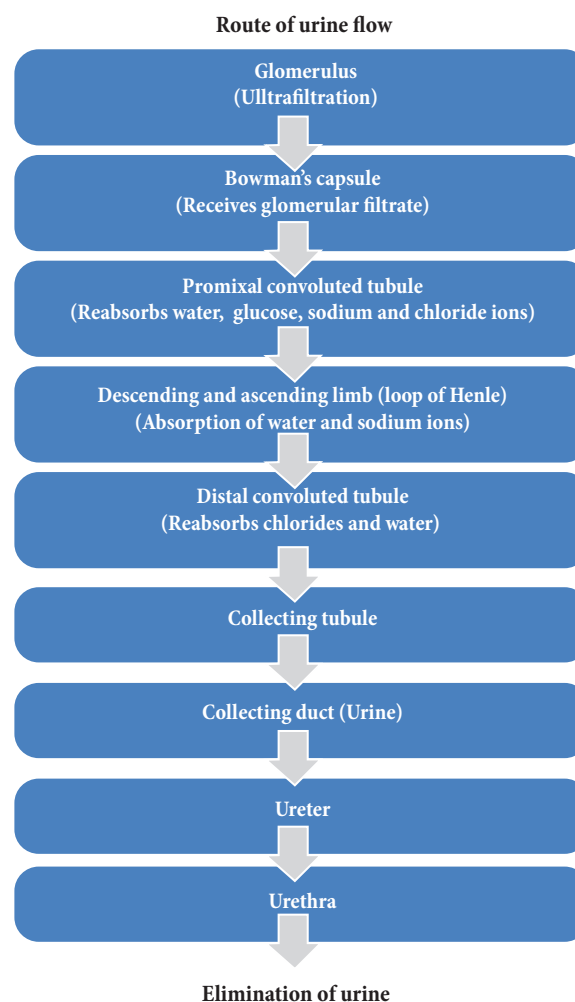 Route of urine flow
Glomerulus
(Ulltrafiltration)
Bowman's capsule
(Receives glomerular filtrate)
Promixal convoluted tubule
(Reabsorbs water, glucose, sodium and chloride ions)
Descending and ascending limb (loop of Henle)
(Absorption of water and sodium ions)
Distal convoluted tubule
(Reabsorbs chlorides and water)
Collecting tubule
Collecting duct (Urine)
Ureter
Urethra
Elimination of urine